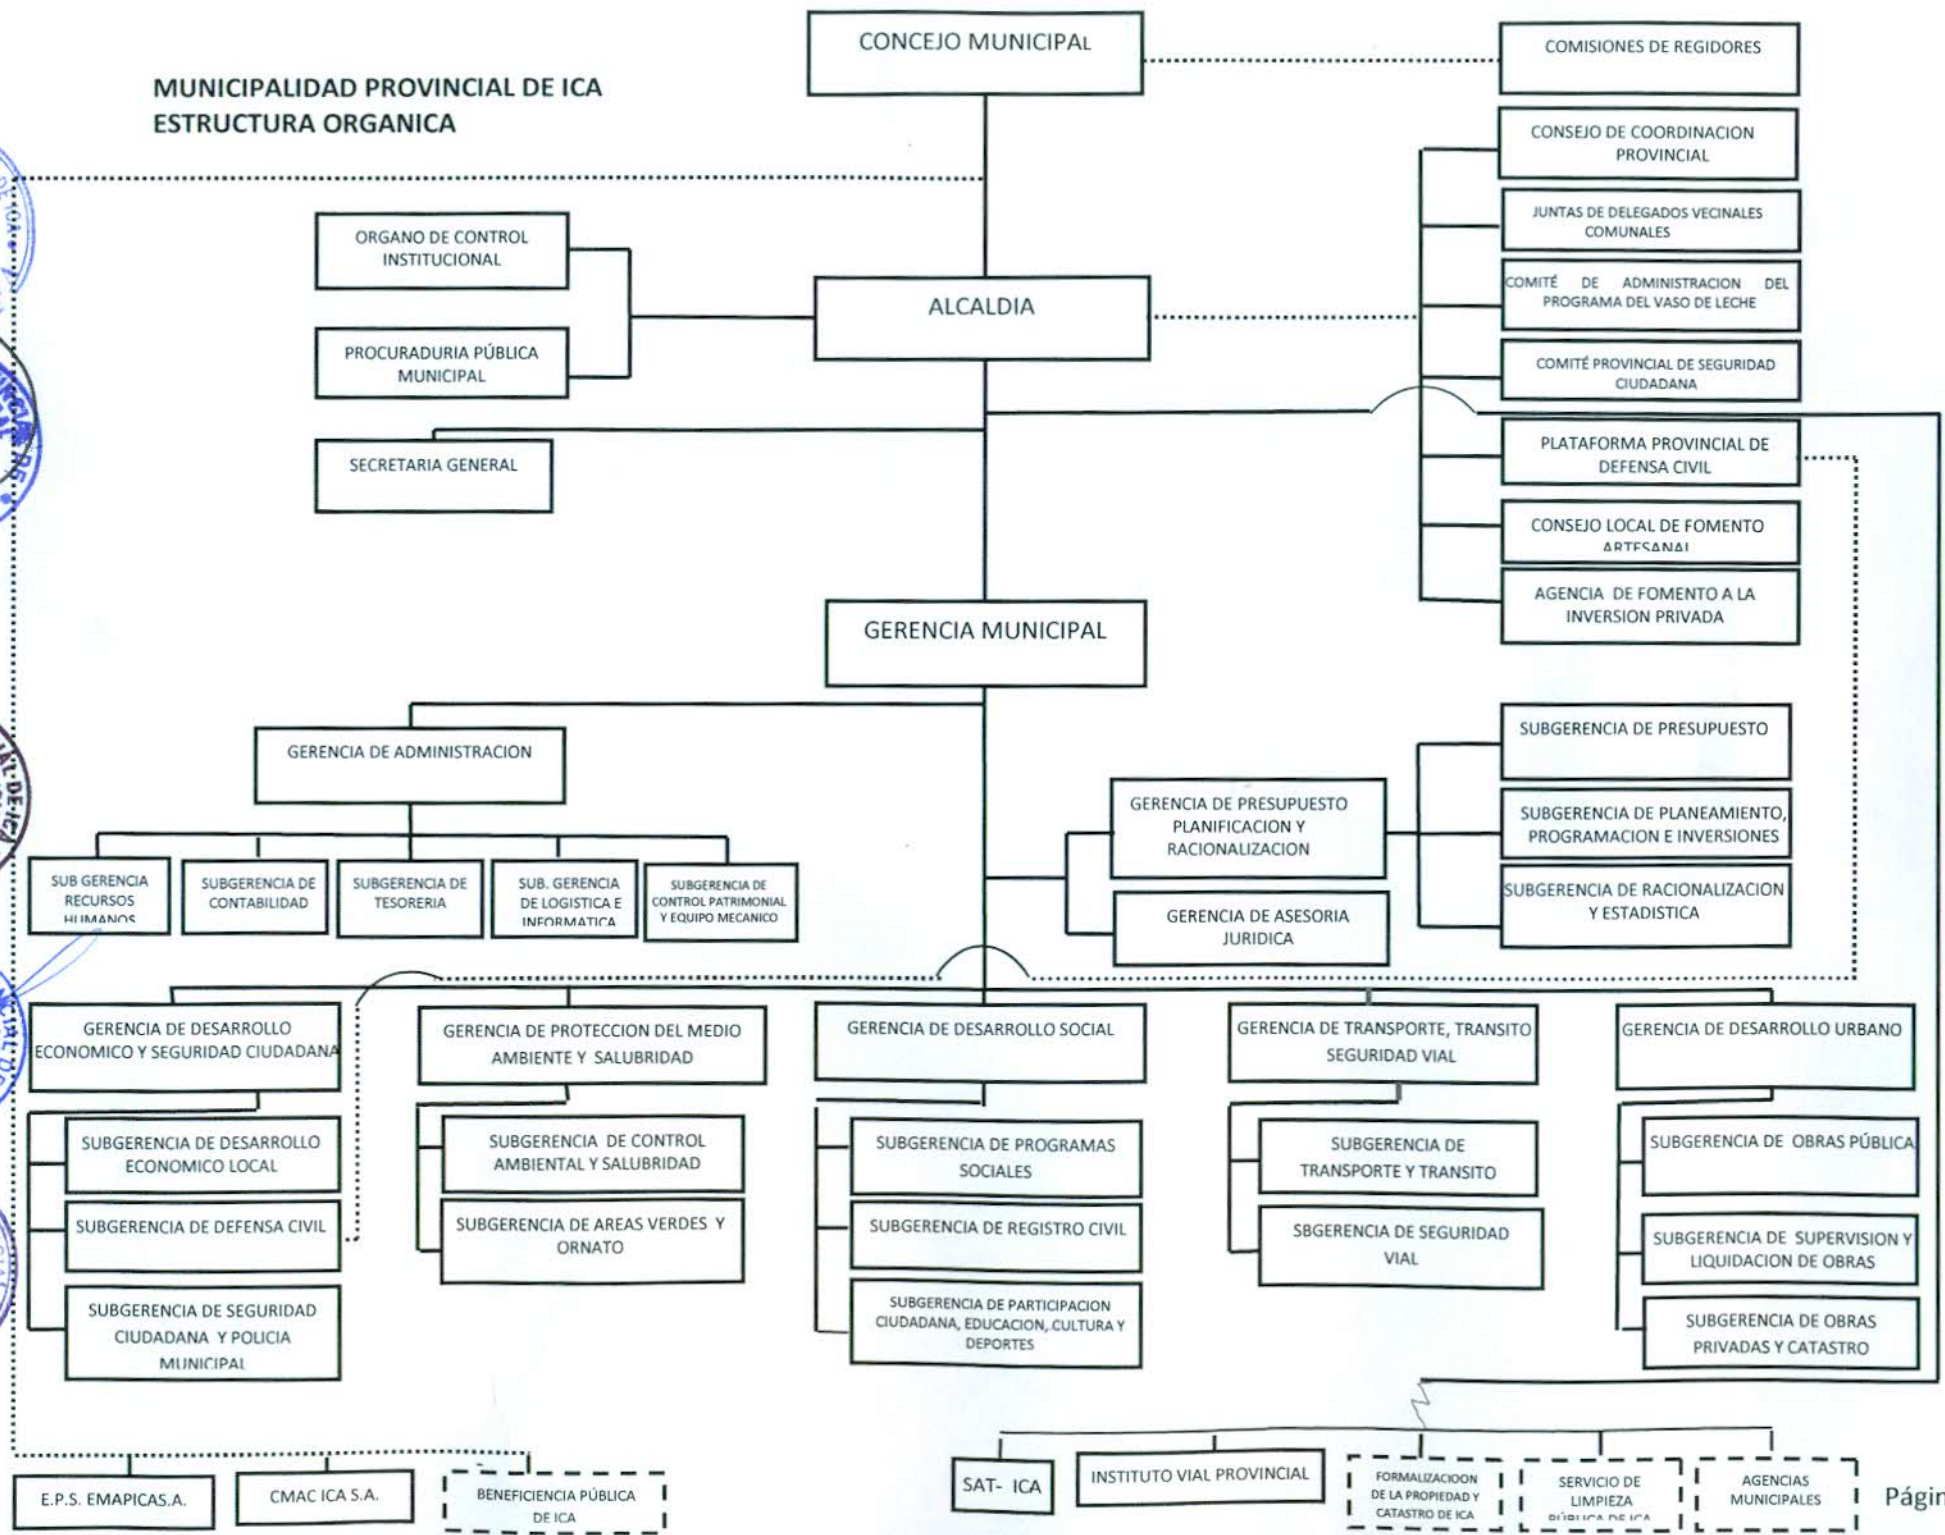 CONCEJO MUNICIPAL
COMISIONES DE REGIDORES
MUNICIPALIDAD PROVINCIAL DE ICA
ESTRUCTURA ORGANICA
CONSEJO DE COORDINACION
PROVINCIAL
JUNTAS DE DELEGADOS VECINALES
COMUNALES
ORGANO DE CONTROL
INSTITUCIONAL
COMITÉ DE ADMINISTRACION DEL
PROGRAMA DEL VASO DE LECHE
ALCALDIA
PROCURADURIA PÚBLICA
MUNICIPAL
COMITÉ PROVINCIAL DE SEGURIDAD
CIUDADANA
SECRETARIA GENERAL
PLATAFORMA PROVINCIAL DE
DEFENSA CIVIL
CONSEJO LOCAL DE FOMENTO
ARTESANAL
AGENCIA DE FOMENTO A LA
INVERSION PRIVADA
GERENCIA MUNICIPAL
GERENCIA DE ADMINISTRACION
SUBGERENCIA DE PRESUPUESTO
GERENCIA DE PRESUPUESTO
PLANIFICACION Y
RACIONALIZACION
SUBGERENCIA DE PLANEAMIENTO,
PROGRAMACION E INVERSIONES
SUB GERENCIA
RECURSOS
HUMANOS
SUBGERENCIA DE
CONTABILIDAD
SUBGERENCIA DE
TESORERIA
SUB. GERENCIA
DE LOGISTICA E
INFORMATICA
SUBGERENCIA DE
CONTROL PATRIMONIAL
Y EQUIPO MECANICO
GERENCIA DE ASESORIA
JURIDICA
SUBGERENCIA DE RACIONALIZACION
Y ESTADISTICA
GERENCIA DE DESARROLLO
ECONOMICO Y SEGURIDAD CIUDADANA
GERENCIA DE PROTECCION DEL MEDIO
AMBIENTE Y SALUBRIDAD
GERENCIA DE DESARROLLO SOCIAL
GERENCIA DE TRANSPORTE, TRANSITO
SEGURIDAD VIAL
GERENCIA DE DESARROLLO URBANO
SUBGERENCIA DE DESARROLLO
ECONOMICO LOCAL
SUBGERENCIA DE DEFENSA CIVIL
SUBGERENCIA DE SEGURIDAD
CIUDADANA Y POLICIA
MUNICIPAL
SUBGERENCIA DE CONTROL
AMBIENTAL Y SALUBRIDAD
SUBGERENCIA DE AREAS VERDES Y
ORNATO
SUBGERENCIA DE PROGRAMAS
SOCIALES
SUBGERENCIA DE REGISTRO CIVIL
SUBGERENCIA DE PARTICIPACION
CIUDADANA, EDUCACION, CULTURA Y
DEPORTES
SUBGERENCIA DE
TRANSPORTE Y TRANSITO
SBGERENCIA DE SEGURIDAD
VIAL
SUBGERENCIA DE OBRAS PÚBLICA
SUBGERENCIA DE SUPERVISION Y
LIQUIDACION DE OBRAS
SUBGERENCIA DE OBRAS
PRIVADAS Y CATASTRO
E.P.S. EMAPICAS.A.
CMAC ICA S.A.
BENEFICIENCIA PÚBLICA
DE ICA
SAT- ICA
INSTITUTO VIAL PROVINCIAL
FORMALIZACIOON
DE LA PROPIEDAD Y
CATASTRO DE ICA
SERVICIO DE
LIMPIEZA
PÚBLICA DE ICA
AGENCIAS
MUNICIPALES
Págin